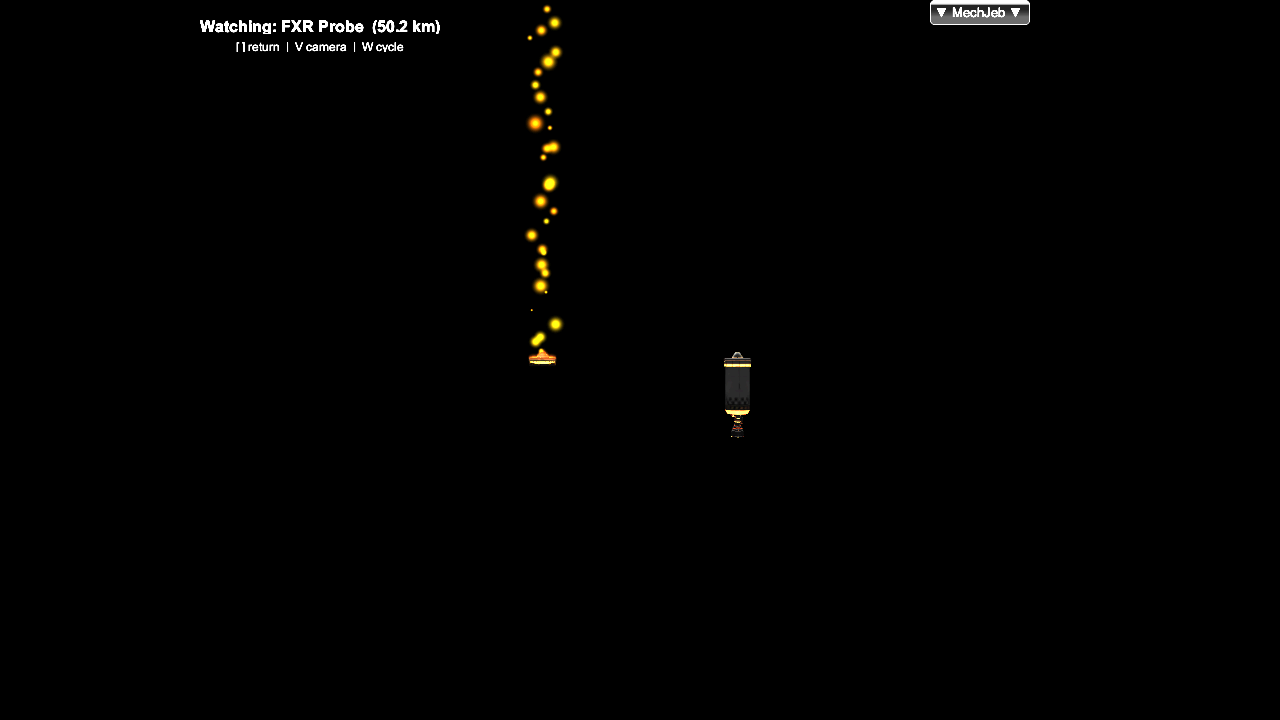 Watching: FXR Probe (50.2 km)
[ ] return | V camera | W cycle
▼ MechJeb ▼